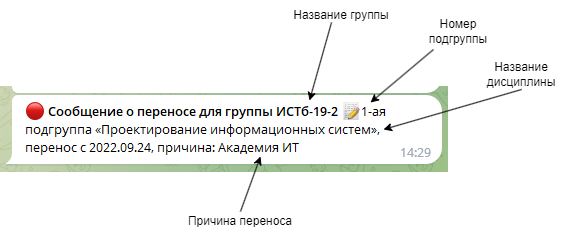 Название группы
Номер
подгруппы
Название
дисциплины
🔴 Сообщение о переносе для группы ИСТб-19-2 📝1-ая
подгруппа «Проектирование информационных систем»,
перенос с 2022.09.24, причина: Академия ИТ
14:29
Причина переноса